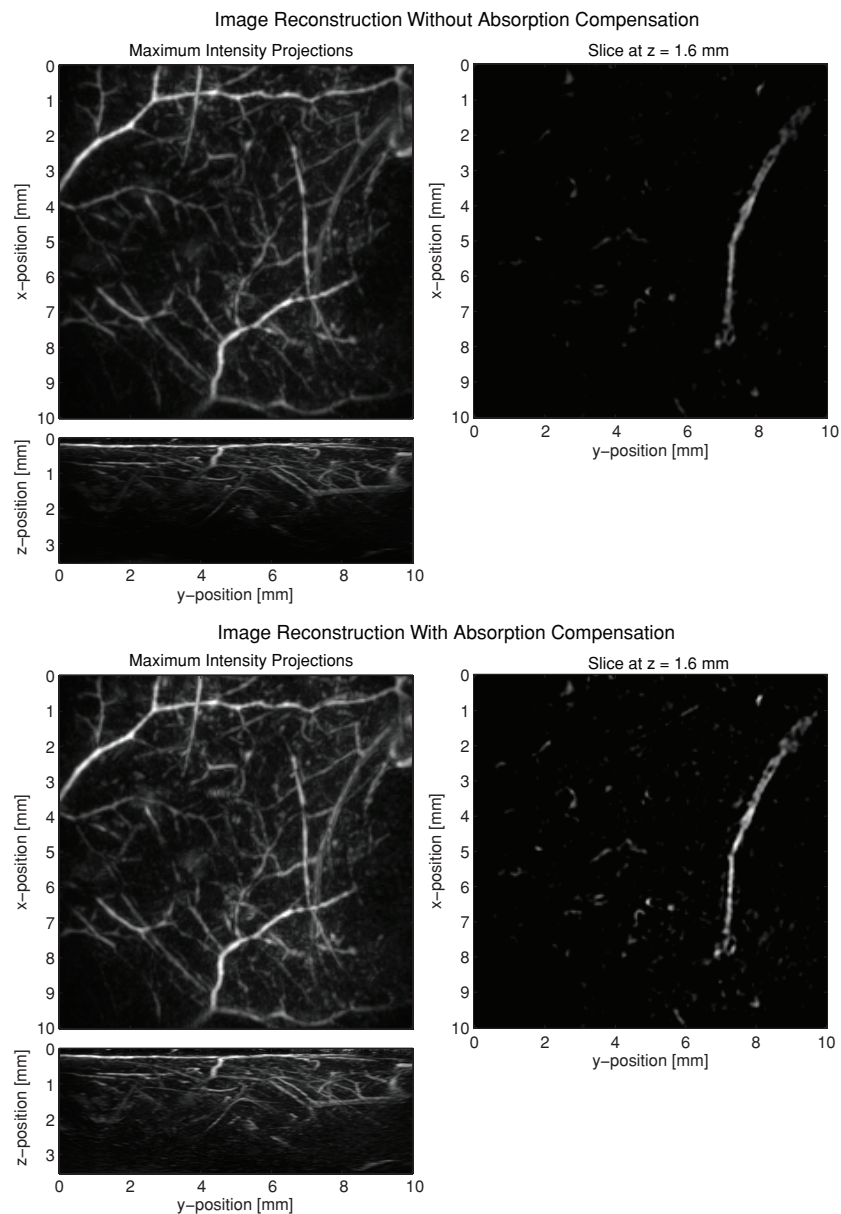 Image Reconstruction Without Absorption Compensation
Maximum Intensity Projections
0
1
2
3
4
5
6
7
8
9
10
x−position [mm]
0
1
2
3
z−position [mm]
0 2 4 6 8 10
y−position [mm]
Slice at z = 1.6 mm
0
1
2
3
4
5
6
7
8
9
10
x−position [mm]
0 2 4 6 8 10
y−position [mm]
Image Reconstruction With Absorption Compensation
Maximum Intensity Projections
0
1
2
3
4
5
6
7
8
9
10
x−position [mm]
0
1
2
3
z−position [mm]
0 2 4 6 8 10
y−position [mm]
Slice at z = 1.6 mm
0
1
2
3
4
5
6
7
8
9
10
x−position [mm]
0 2 4 6 8 10
y−position [mm]